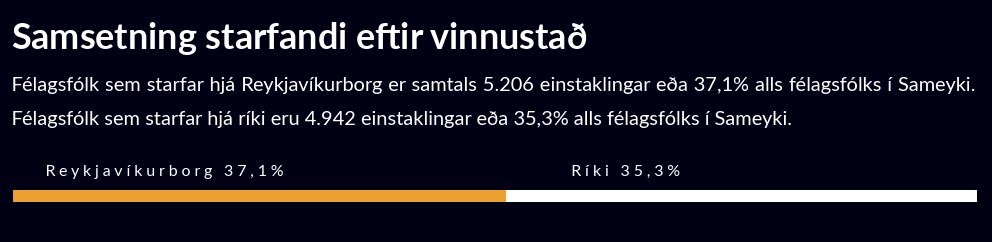 Samsetning starfandi eftir vinnustað
Félagsfólk sem starfar hjá Reykjavíkurborg er samtals 5.206 einstaklingar eða 37,1% alls félagsfólks í Sameyki.
Félagsfólk sem starfar hjá ríki eru 4.942 einstaklingar eða 35,3% alls félagsfólks í Sameyki.
Reykjavíkurborg 37,1% Ríki 35,3%